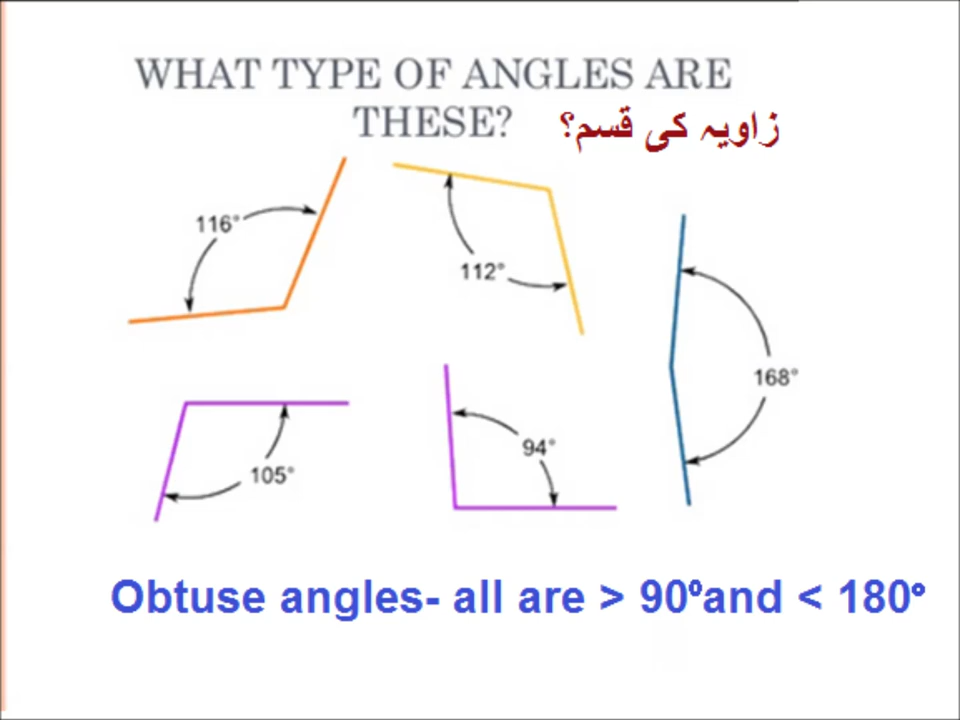 WHAT TYPE OF ANGLES ARE
THESE? زاویہ کی قسم؟
116°
112°
168°
105°
94°
Obtuse angles- all are > 90ºand < 180°